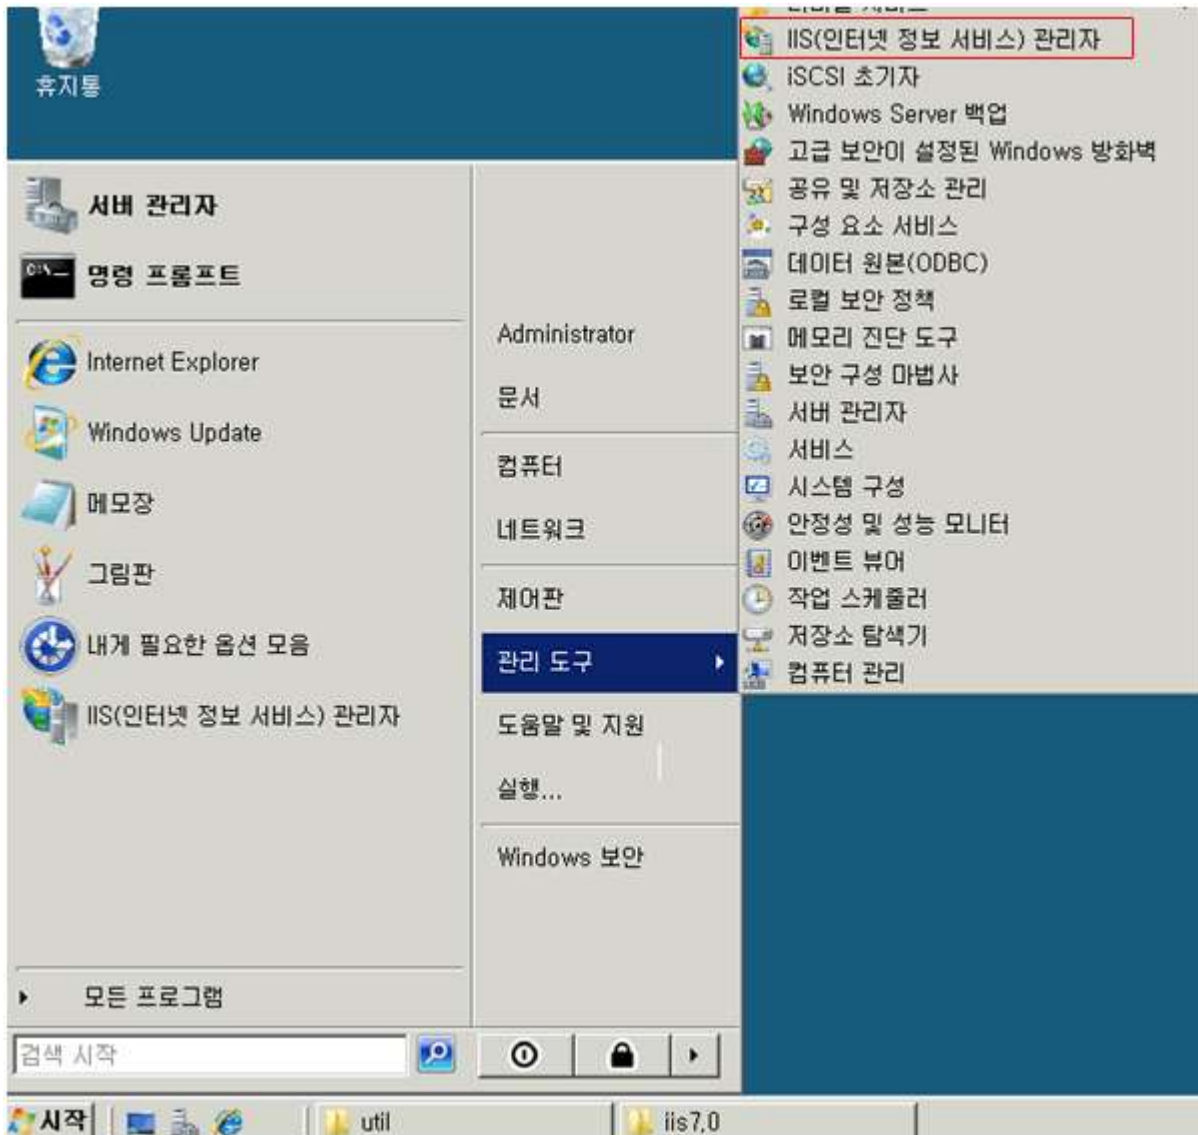 휴지통
서버 관리자
명령 프롬프트
Internet Explorer
Windows Update
메모장
그림판
내게 필요한 옵션 모음
IIS(인터넷 정보 서비스) 관리자
모든 프로그램
검색 시작
Administrator
문서
컴퓨터
네트워크
제어판
관리 도구
도움말 및 지원
실행...
Windows 보안
IIS(인터넷 정보 서비스) 관리자
iSCSI 초기자
Windows Server 백업
고급 보안이 설정된 Windows 방화벽
공유 및 저장소 관리
구성 요소 서비스
데이터 원본(ODBC)
로컬 보안 정책
메모리 진단 도구
보안 구성 마법사
서버 관리자
서비스
시스템 구성
안정성 및 성능 모니터
이벤트 뷰어
작업 스케줄러
저장소 탐색기
컴퓨터 관리
시작
util
iis7.0